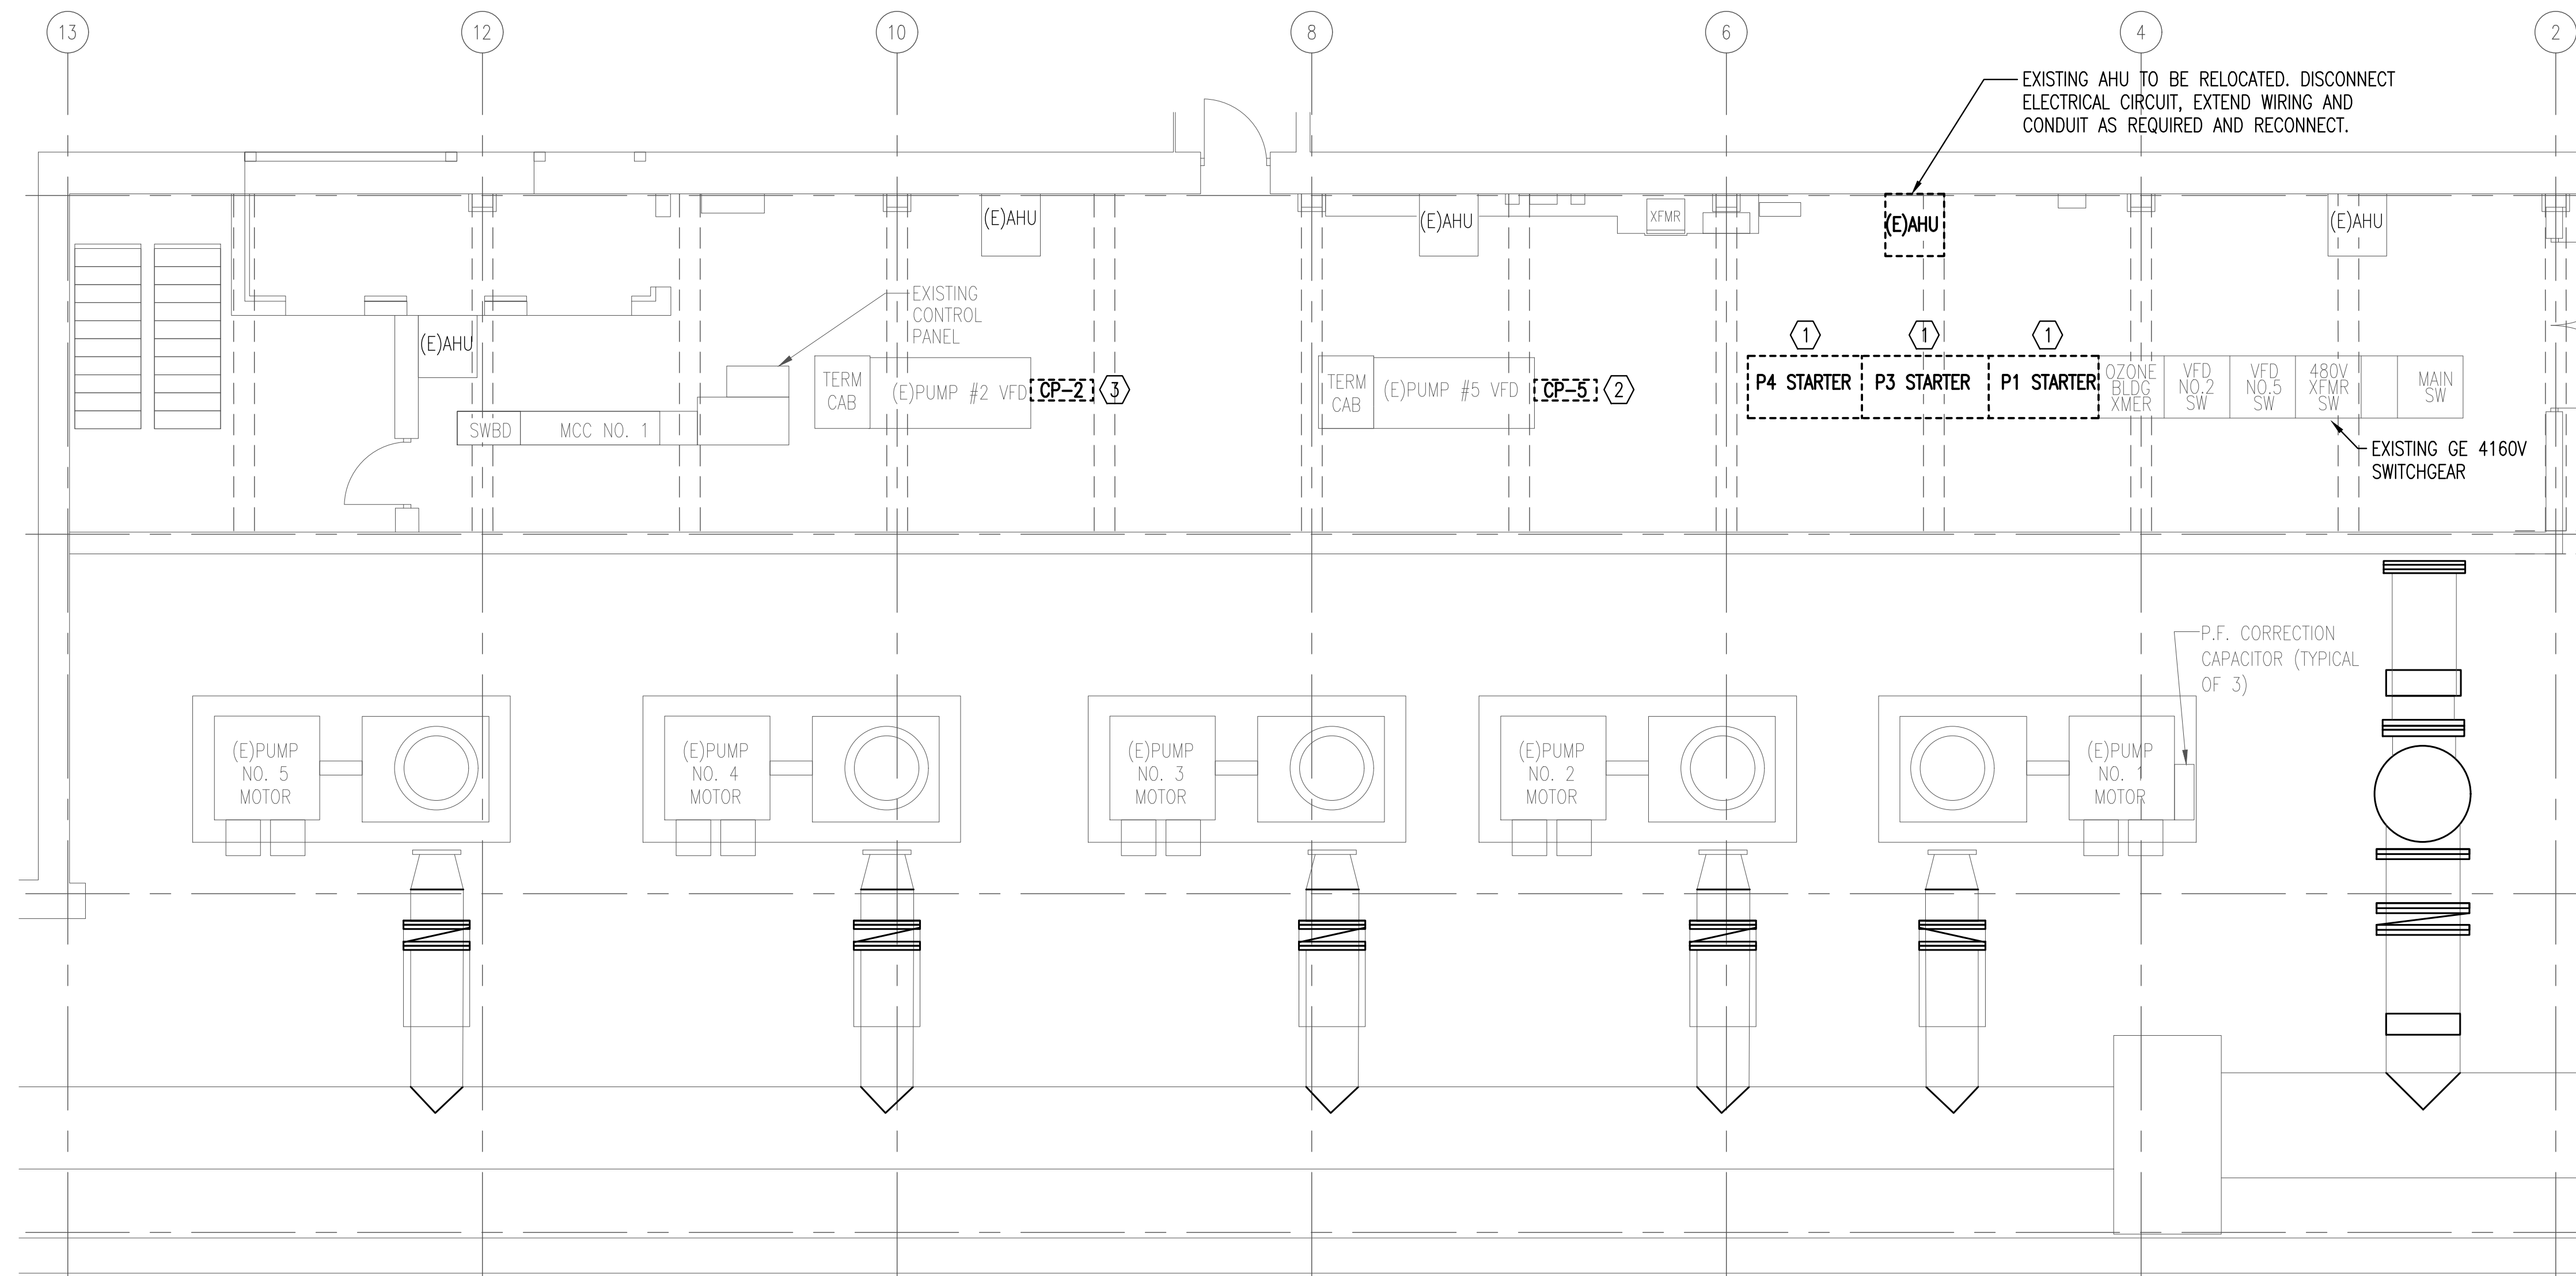 13
12
10
8
6
4
2
EXISTING AHU TO BE RELOCATED. DISCONNECT
ELECTRICAL CIRCUIT, EXTEND WIRING AND
CONDUIT AS REQUIRED AND RECONNECT.
(E)AHU
(E)AHU
XFMR
(E)AHU
(E)AHU
(E)AHU
EXISTING
CONTROL
PANEL
SWBD
MCC NO. 1
TERM
CAB
(E)PUMP #2 VFD
CP-2
3
TERM
CAB
(E)PUMP #5 VFD
CP-5
2
1
1
1
P4 STARTER
P3 STARTER
P1 STARTER
OZONE
BLDG
XMER
VFD
NO.2
SW
VFD
NO.5
SW
480V
XFMR
SW
MAIN
SW
EXISTING GE 4160V
SWITCHGEAR
P.F. CORRECTION
CAPACITOR (TYPICAL
OF 3)
(E)PUMP
NO. 5
MOTOR
(E)PUMP
NO. 4
MOTOR
(E)PUMP
NO. 3
MOTOR
(E)PUMP
NO. 2
MOTOR
(E)PUMP
NO. 1
MOTOR